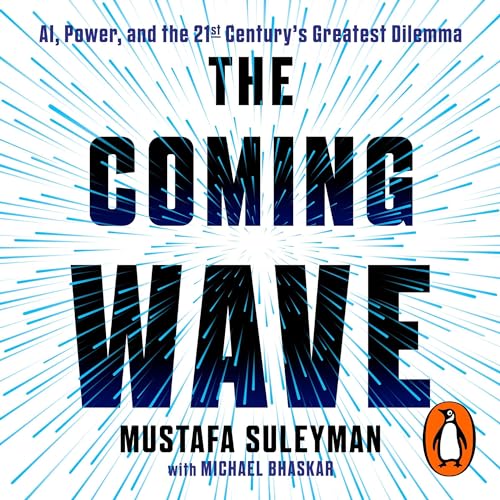 AI, Power, and the 21st Century's Greatest Dilemma
THE
COMING
WAVE
MUSTAFA SULEYMAN
with MICHAEL BHASKAR